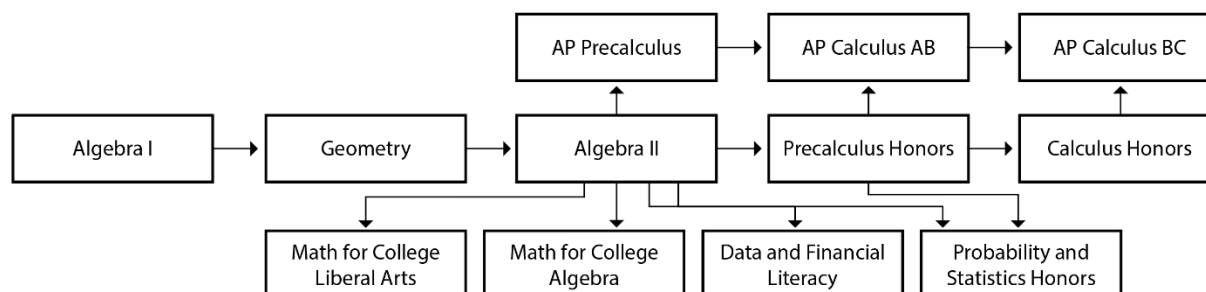 AP Precalculus
AP Calculus AB
AP Calculus BC
Algebra I
Geometry
Algebra II
Precalculus Honors
Calculus Honors
Math for College
Liberal Arts
Math for College
Algebra
Data and Financial
Literacy
Probability and
Statistics Honors